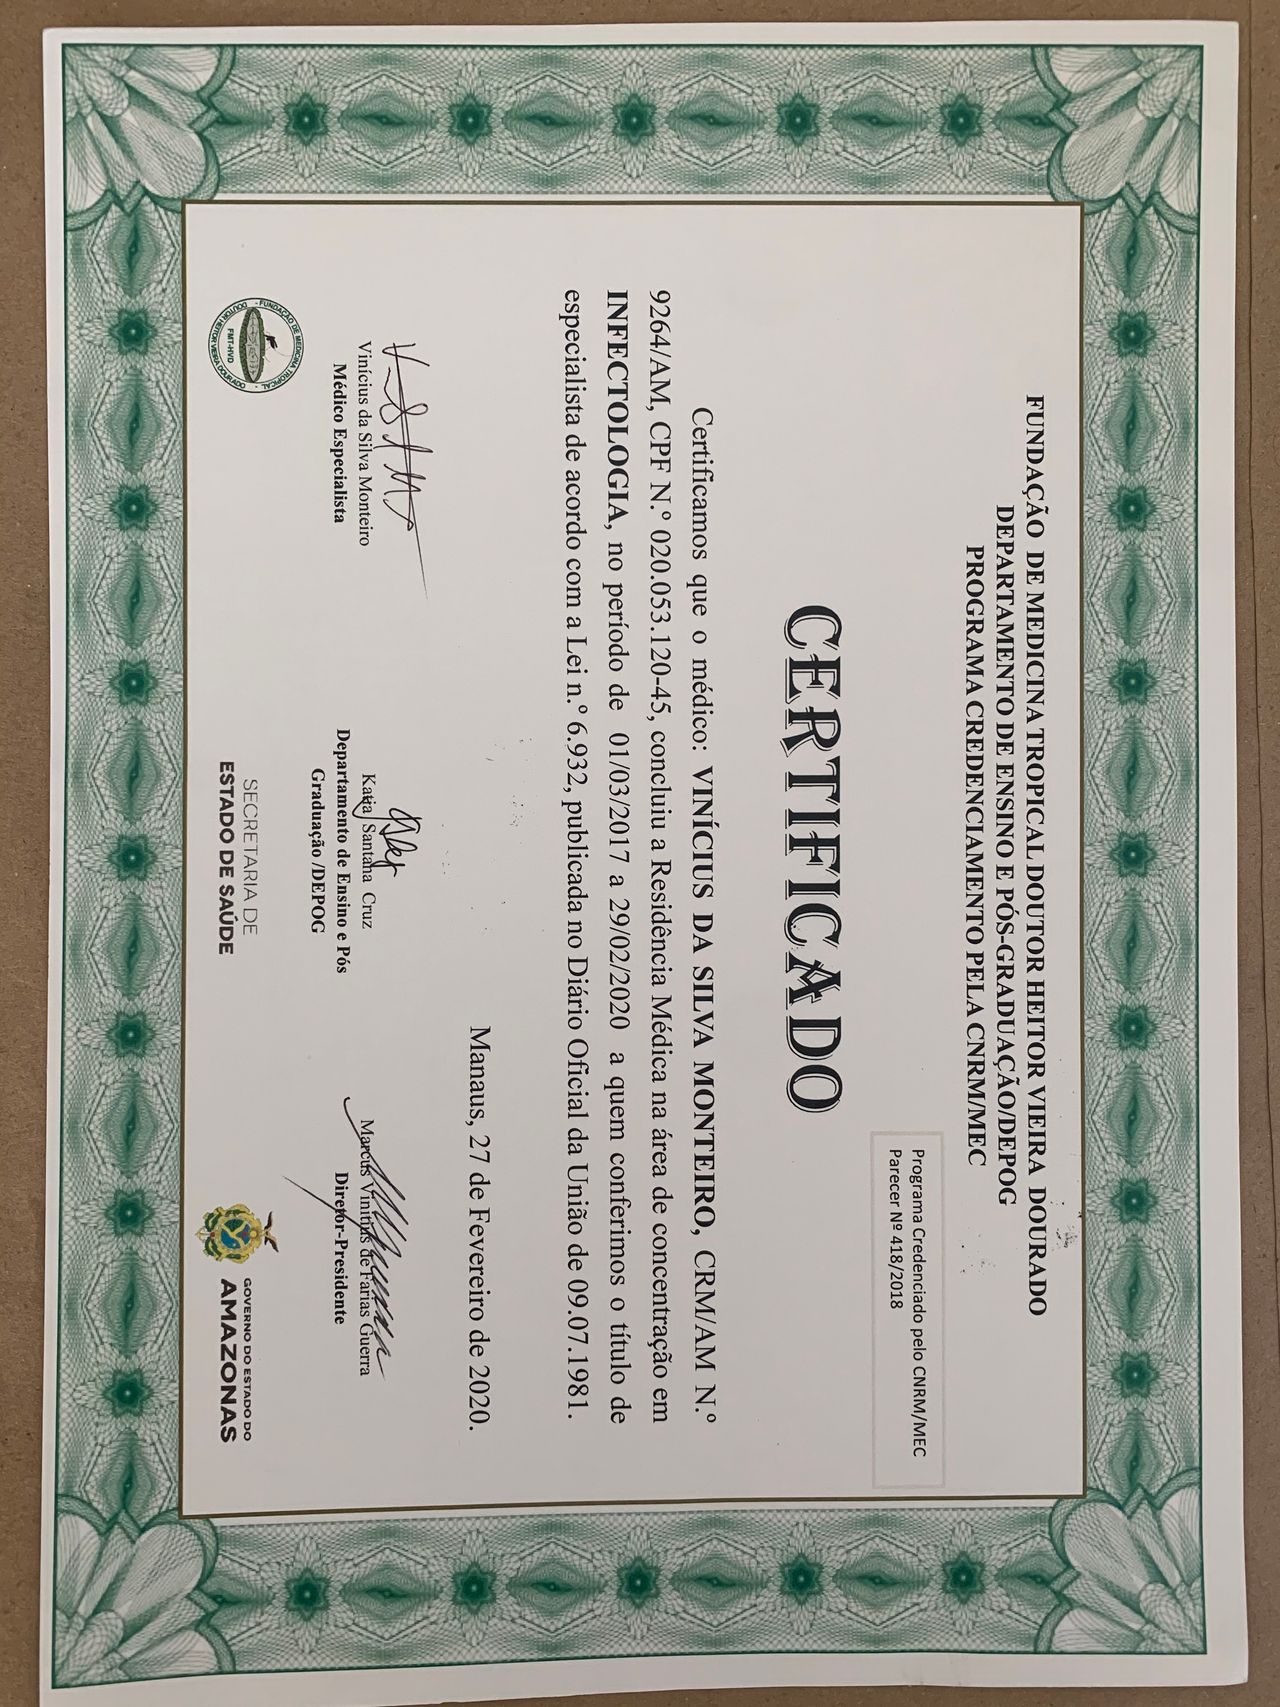 FUNDAÇÃO DE MEDICINA TROPICAL DOUTOR HEITOR VIEIRA DOURADO
DEPARTAMENTO DE ENSINO E PÓS-GRADUAÇÃO/DEPOG
PROGRAMA CREDENCIAMENTO PELA CNRM/MEC
Programa Credenciado pelo CNRM/MEC
Parecer Nº 418/2018
CERTIFICADO
Certificamos que o médico: VINÍCIUS DA SILVA MONTEIRO, CRM/AM N.º
9264/AM, CPF N.º 020.053.120-45, concluiu a Residência Médica na área de concentração em
INFECTOLOGIA, no período de 01/03/2017 a 29/02/2020 a quem conferimos o título de
especialista de acordo com a Lei n.º 6.932, publicada no Diário Oficial da União de 09.07.1981.
Manaus, 27 de Fevereiro de 2020.
Vinícius da Silva Monteiro
Médico Especialista
Katia Santana Cruz
Departamento de Ensino e Pós
Graduação /DEPOG
Marcus Vinitius de Farias Guerra
Diretor-Presidente
FUNDAÇÃO DE MEDICINA TROPICAL
FMT-HVD
DOUTOR HEITOR VIEIRA DOURADO
SECRETARIA DE
ESTADO DE SAÚDE
GOVERNO DO ESTADO DO
AMAZONAS